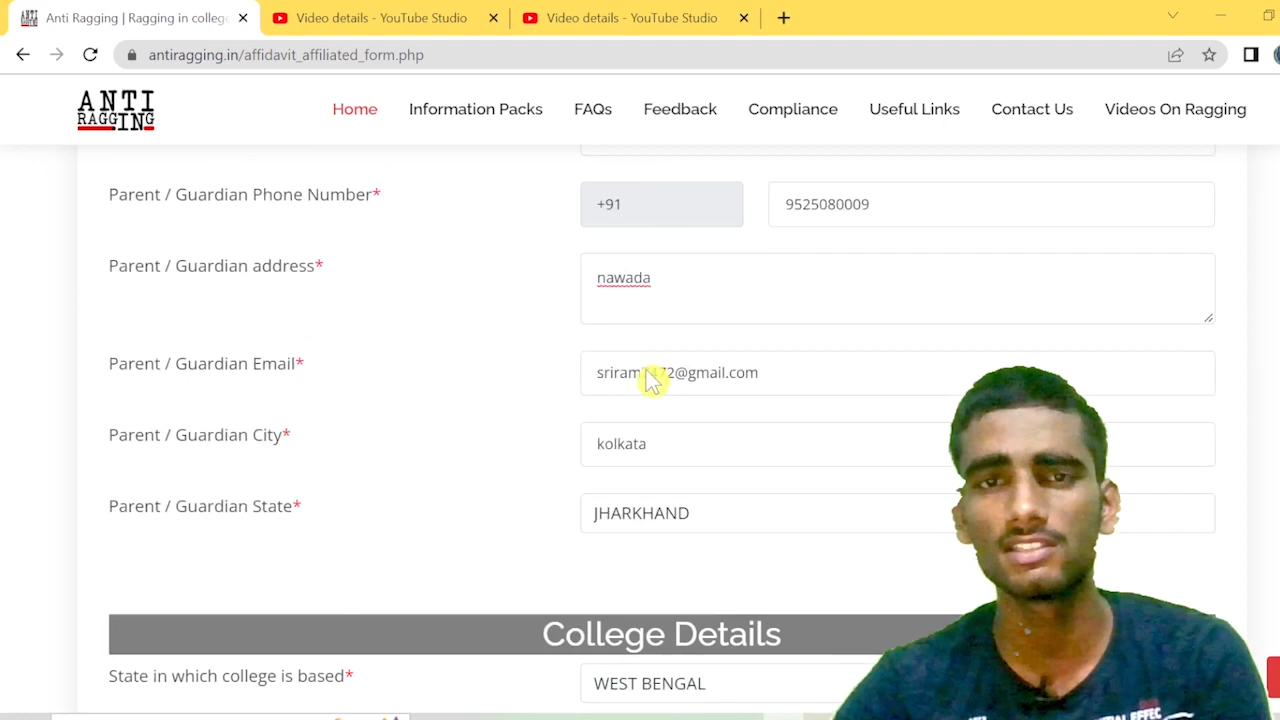 Anti Ragging | Ragging in college
Video details - YouTube Studio
Video details - YouTube Studio
antiragging.in/affidavit_affiliated_form.php
ANTI
RAGGING
Home
Information Packs
FAQs
Feedback
Compliance
Useful Links
Contact Us
Videos On Ragging
Parent / Guardian Phone Number*
+91
9525080009
Parent / Guardian address*
nawada
Parent / Guardian Email*
Parent / Guardian City*
kolkata
Parent / Guardian State*
JHARKHAND
College Details
State in which college is based*
WEST BENGAL